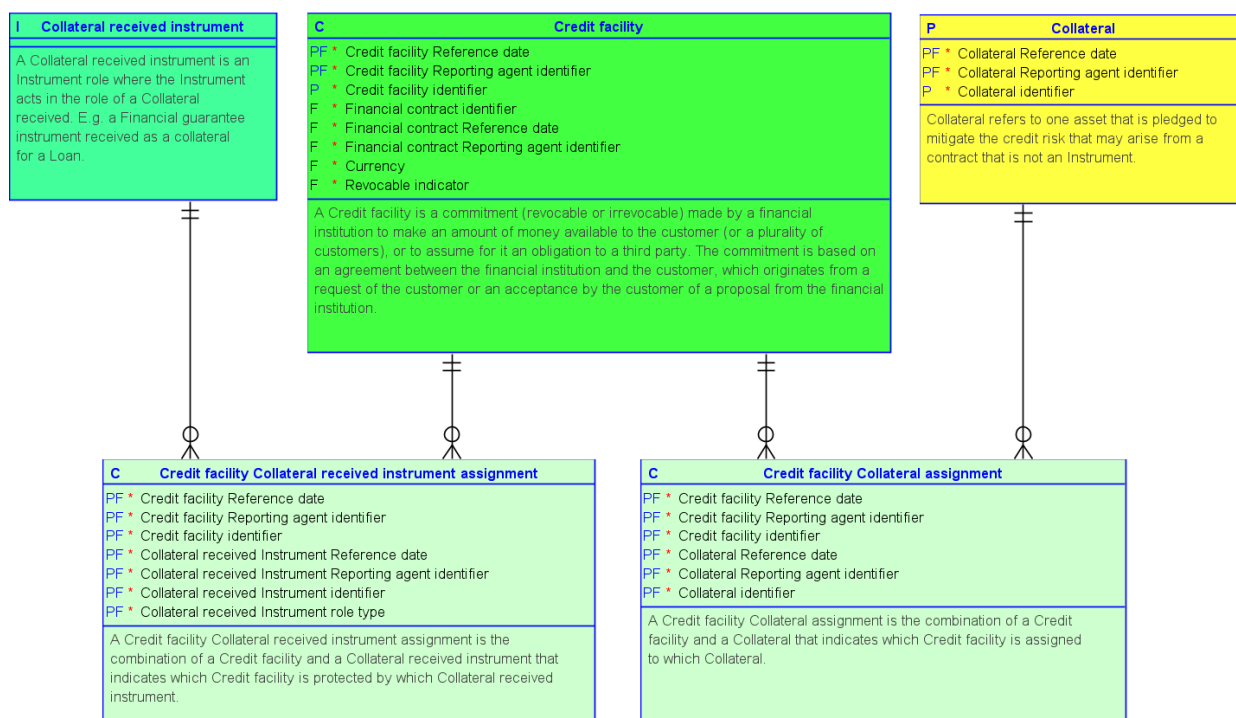 I Collateral received instrument
A Collateral received instrument is an
Instrument role where the Instrument
acts in the role of a Collateral
received. E.g. a Financial guarantee
instrument received as a collateral
for a Loan.
C Credit facility
PF * Credit facility Reference date
PF * Credit facility Reporting agent identifier
P * Credit facility identifier
F * Financial contract identifier
F * Financial contract Reference date
F * Financial contract Reporting agent identifier
F * Currency
F * Revocable indicator
A Credit facility is a commitment (revocable or irrevocable) made by a financial
institution to make an amount of money available to the customer (or a plurality of
customers), or to assume for it an obligation to a third party. The commitment is based on
an agreement between the financial institution and the customer, which originates from a
request of the customer or an acceptance by the customer of a proposal from the financial
institution.
P Collateral
PF * Collateral Reference date
PF * Collateral Reporting agent identifier
P * Collateral identifier
Collateral refers to one asset that is pledged to
mitigate the credit risk that may arise from a
contract that is not an Instrument.
C Credit facility Collateral received instrument assignment
PF * Credit facility Reference date
PF * Credit facility Reporting agent identifier
PF * Credit facility identifier
PF * Collateral received Instrument Reference date
PF * Collateral received Instrument Reporting agent identifier
PF * Collateral received Instrument identifier
PF * Collateral received Instrument role type
A Credit facility Collateral received instrument assignment is the
combination of a Credit facility and a Collateral received instrument that
indicates which Credit facility is protected by which Collateral received
instrument.
C Credit facility Collateral assignment
PF * Credit facility Reference date
PF * Credit facility Reporting agent identifier
PF * Credit facility identifier
PF * Collateral Reference date
PF * Collateral Reporting agent identifier
PF * Collateral identifier
A Credit facility Collateral assignment is the combination of a Credit
facility and a Collateral that indicates which Credit facility is assigned
to which Collateral.